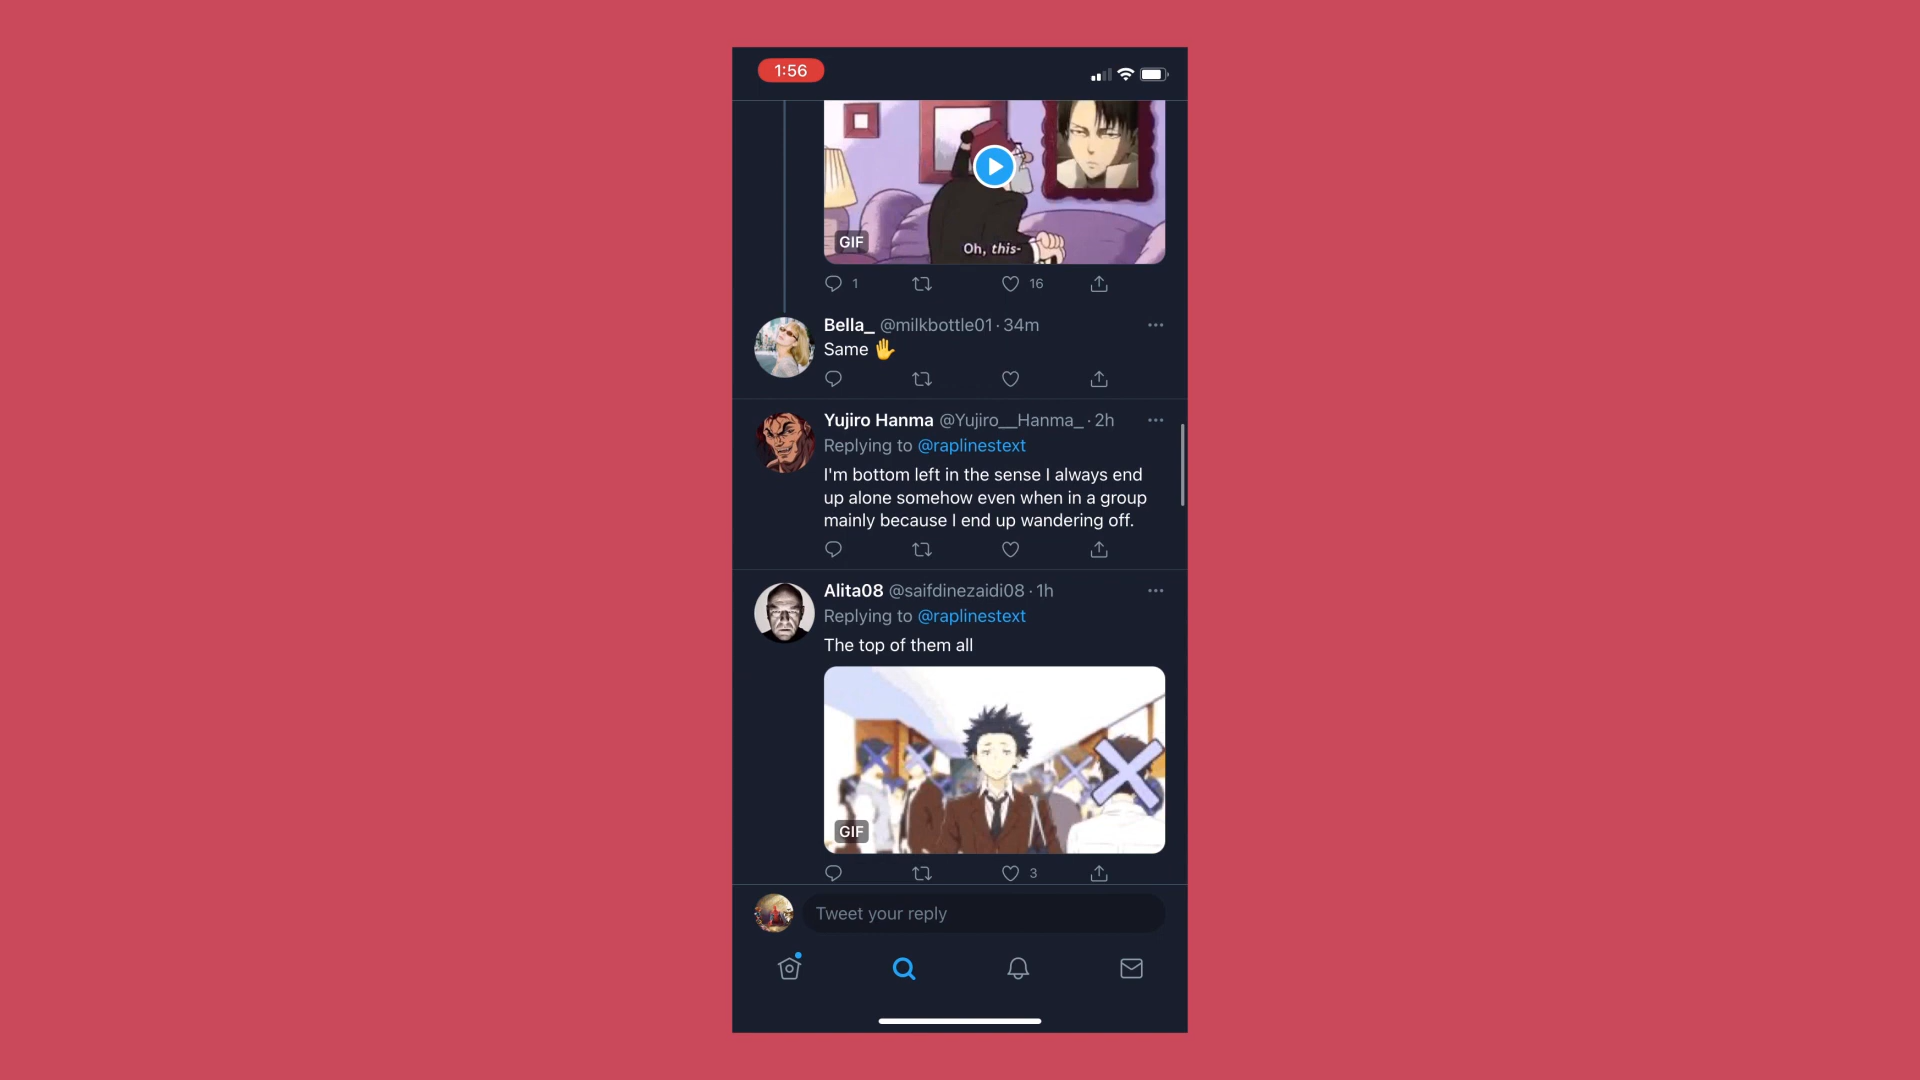 1:56
Oh, this-
GIF
1
16
Bella_ @milkbottle01 · 34m
Same 🖐
Yujiro Hanma @Yujiro__Hanma_ · 2h
Replying to @raplinestext
I'm bottom left in the sense I always end
up alone somehow even when in a group
mainly because I end up wandering off.
Alita08 @saifdinezaidi08 · 1h
Replying to @raplinestext
The top of them all
GIF
3
Tweet your reply